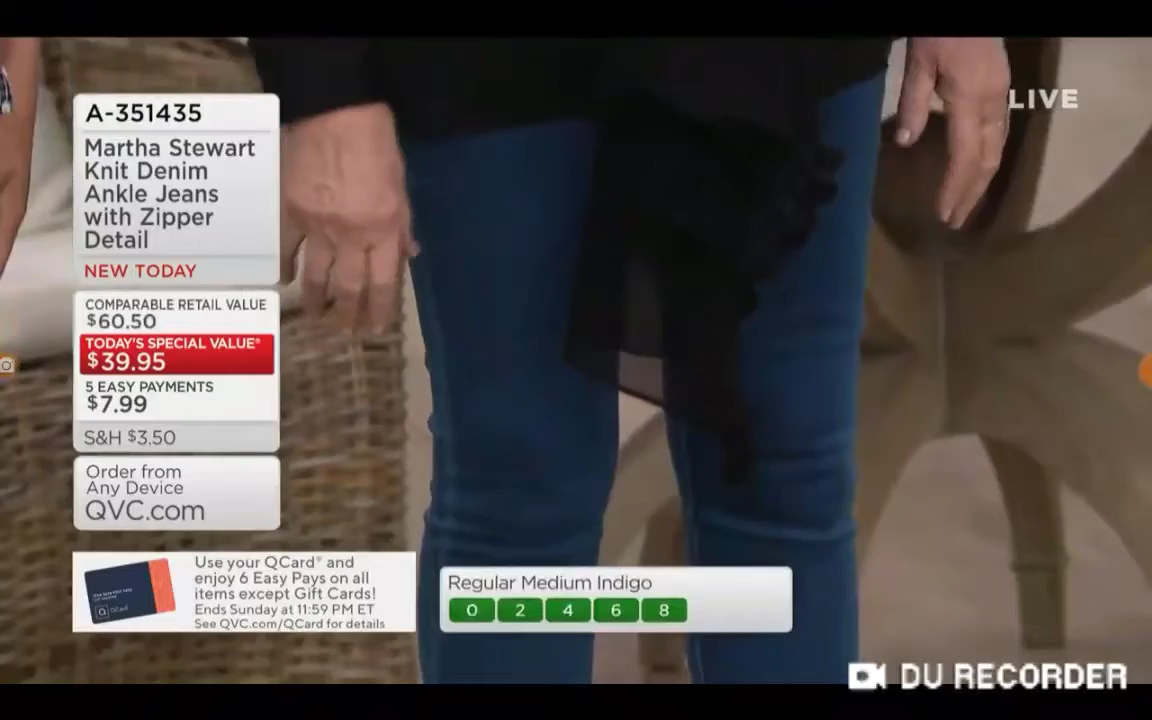 A-351435
Martha Stewart
Knit Denim
Ankle Jeans
with Zipper
Detail
NEW TODAY
COMPARABLE RETAIL VALUE
$60.50
TODAY'S SPECIAL VALUE®
$39.95
5 EASY PAYMENTS
$7.99
S&H $3.50
Order from
Any Device
QVC.com
LIVE
Use your QCard® and
enjoy 6 Easy Pays on all
items except Gift Cards!
Ends Sunday at 11:59 PM ET
See QVC.com/QCard for details
Q QCard
Regular Medium Indigo
0 2 4 6 8
DU RECORDER